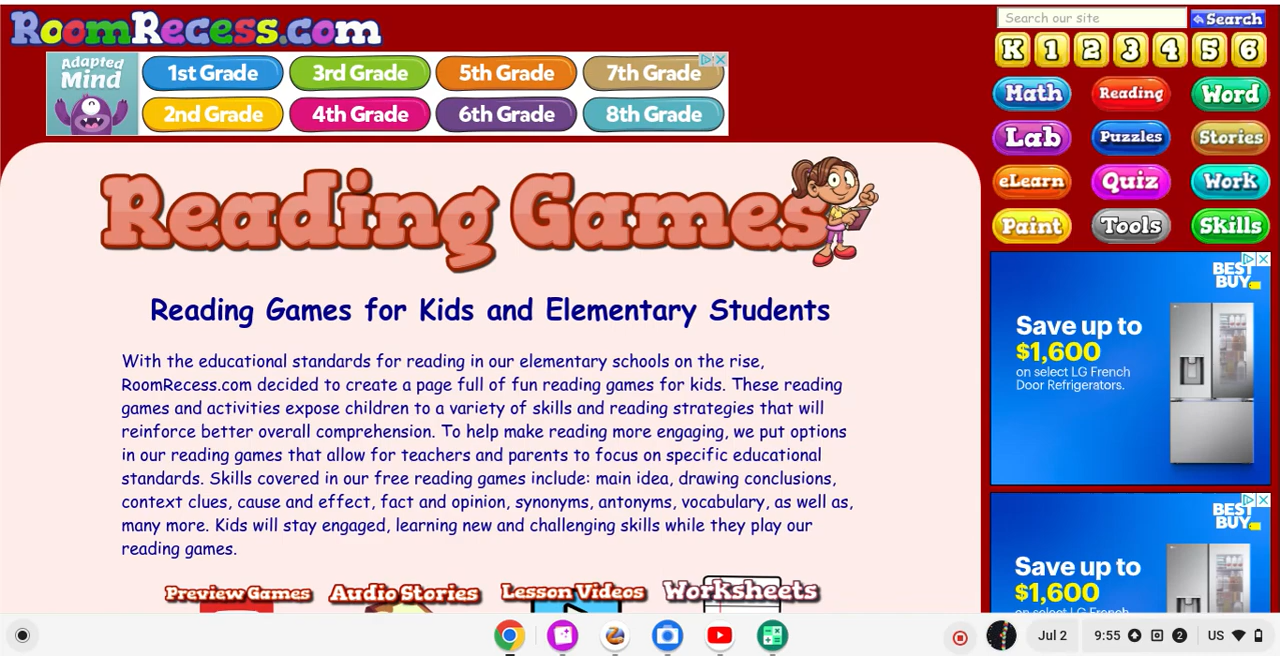 RoomRecess.com
Search our site
Search
K 1 2 3 4 5 6
Adapted
Mind
1st Grade 3rd Grade 5th Grade 7th Grade
2nd Grade 4th Grade 6th Grade 8th Grade
Math Reading Word
Lab Puzzles Stories
eLearn Quiz Work
Paint Tools Skills
Reading Games
Reading Games for Kids and Elementary Students
With the educational standards for reading in our elementary schools on the rise,
RoomRecess.com decided to create a page full of fun reading games for kids. These reading
games and activities expose children to a variety of skills and reading strategies that will
reinforce better overall comprehension. To help make reading more engaging, we put options
in our reading games that allow for teachers and parents to focus on specific educational
standards. Skills covered in our free reading games include: main idea, drawing conclusions,
context clues, cause and effect, fact and opinion, synonyms, antonyms, vocabulary, as well as,
many more. Kids will stay engaged, learning new and challenging skills while they play our
reading games.
Preview Games Audio Stories Lesson Videos Worksheets
BEST
BUY
Save up to
$1,600
on select LG French
Door Refrigerators.
BEST
BUY
Save up to
$1,600
on select LG French
Jul 2 9:55 2 US